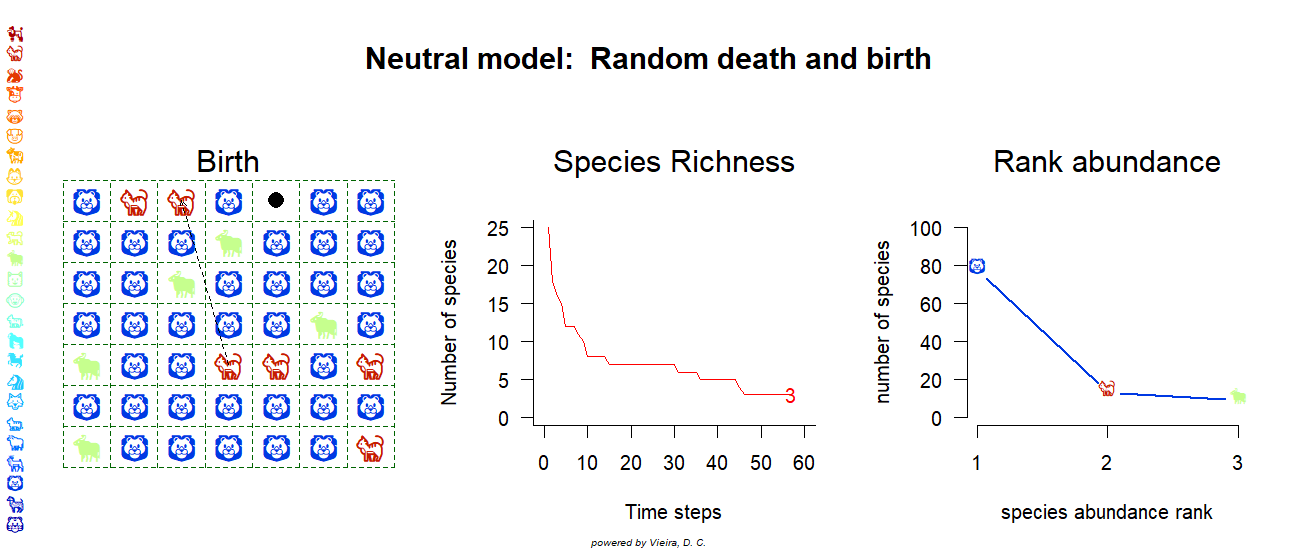 Neutral model:  Random death and birth
Birth
Species Richness
Number of species
25
20
15
10
5
0
3
0 10 20 30 40 50 60
Time steps
Rank abundance
number of species
100
80
60
40
20
0
1 2 3
species abundance rank
powered by Vieira, D. C.